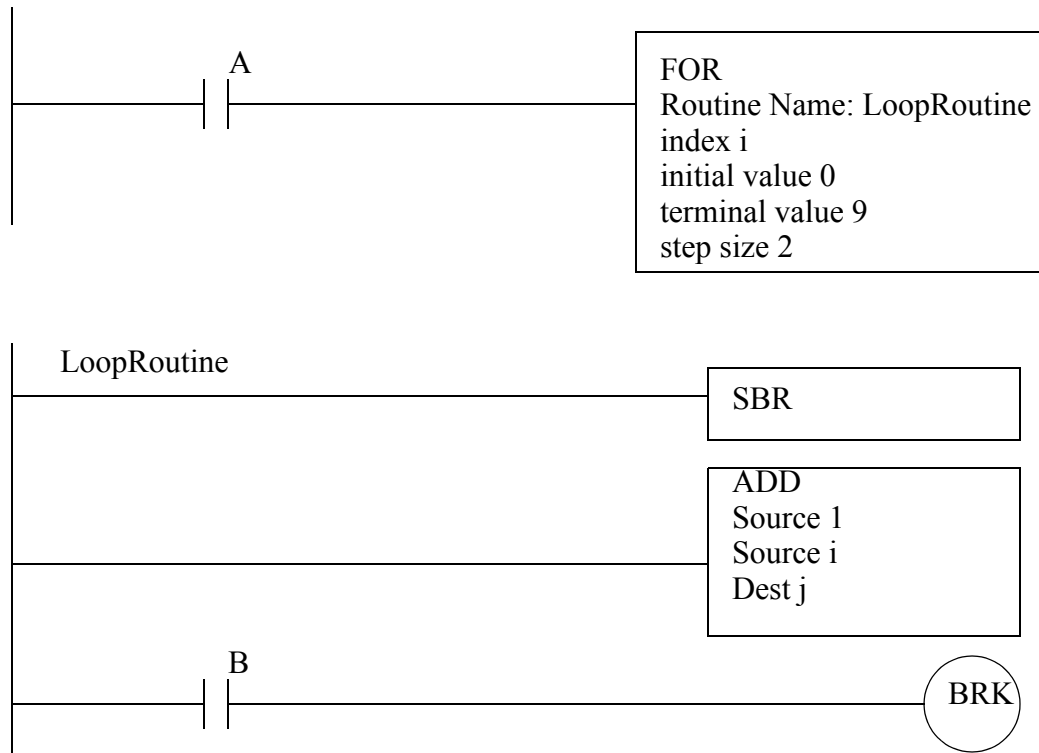 A
FOR
Routine Name: LoopRoutine
index i
initial value 0
terminal value 9
step size 2
LoopRoutine
SBR
ADD
Source 1
Source i
Dest j
B
BRK